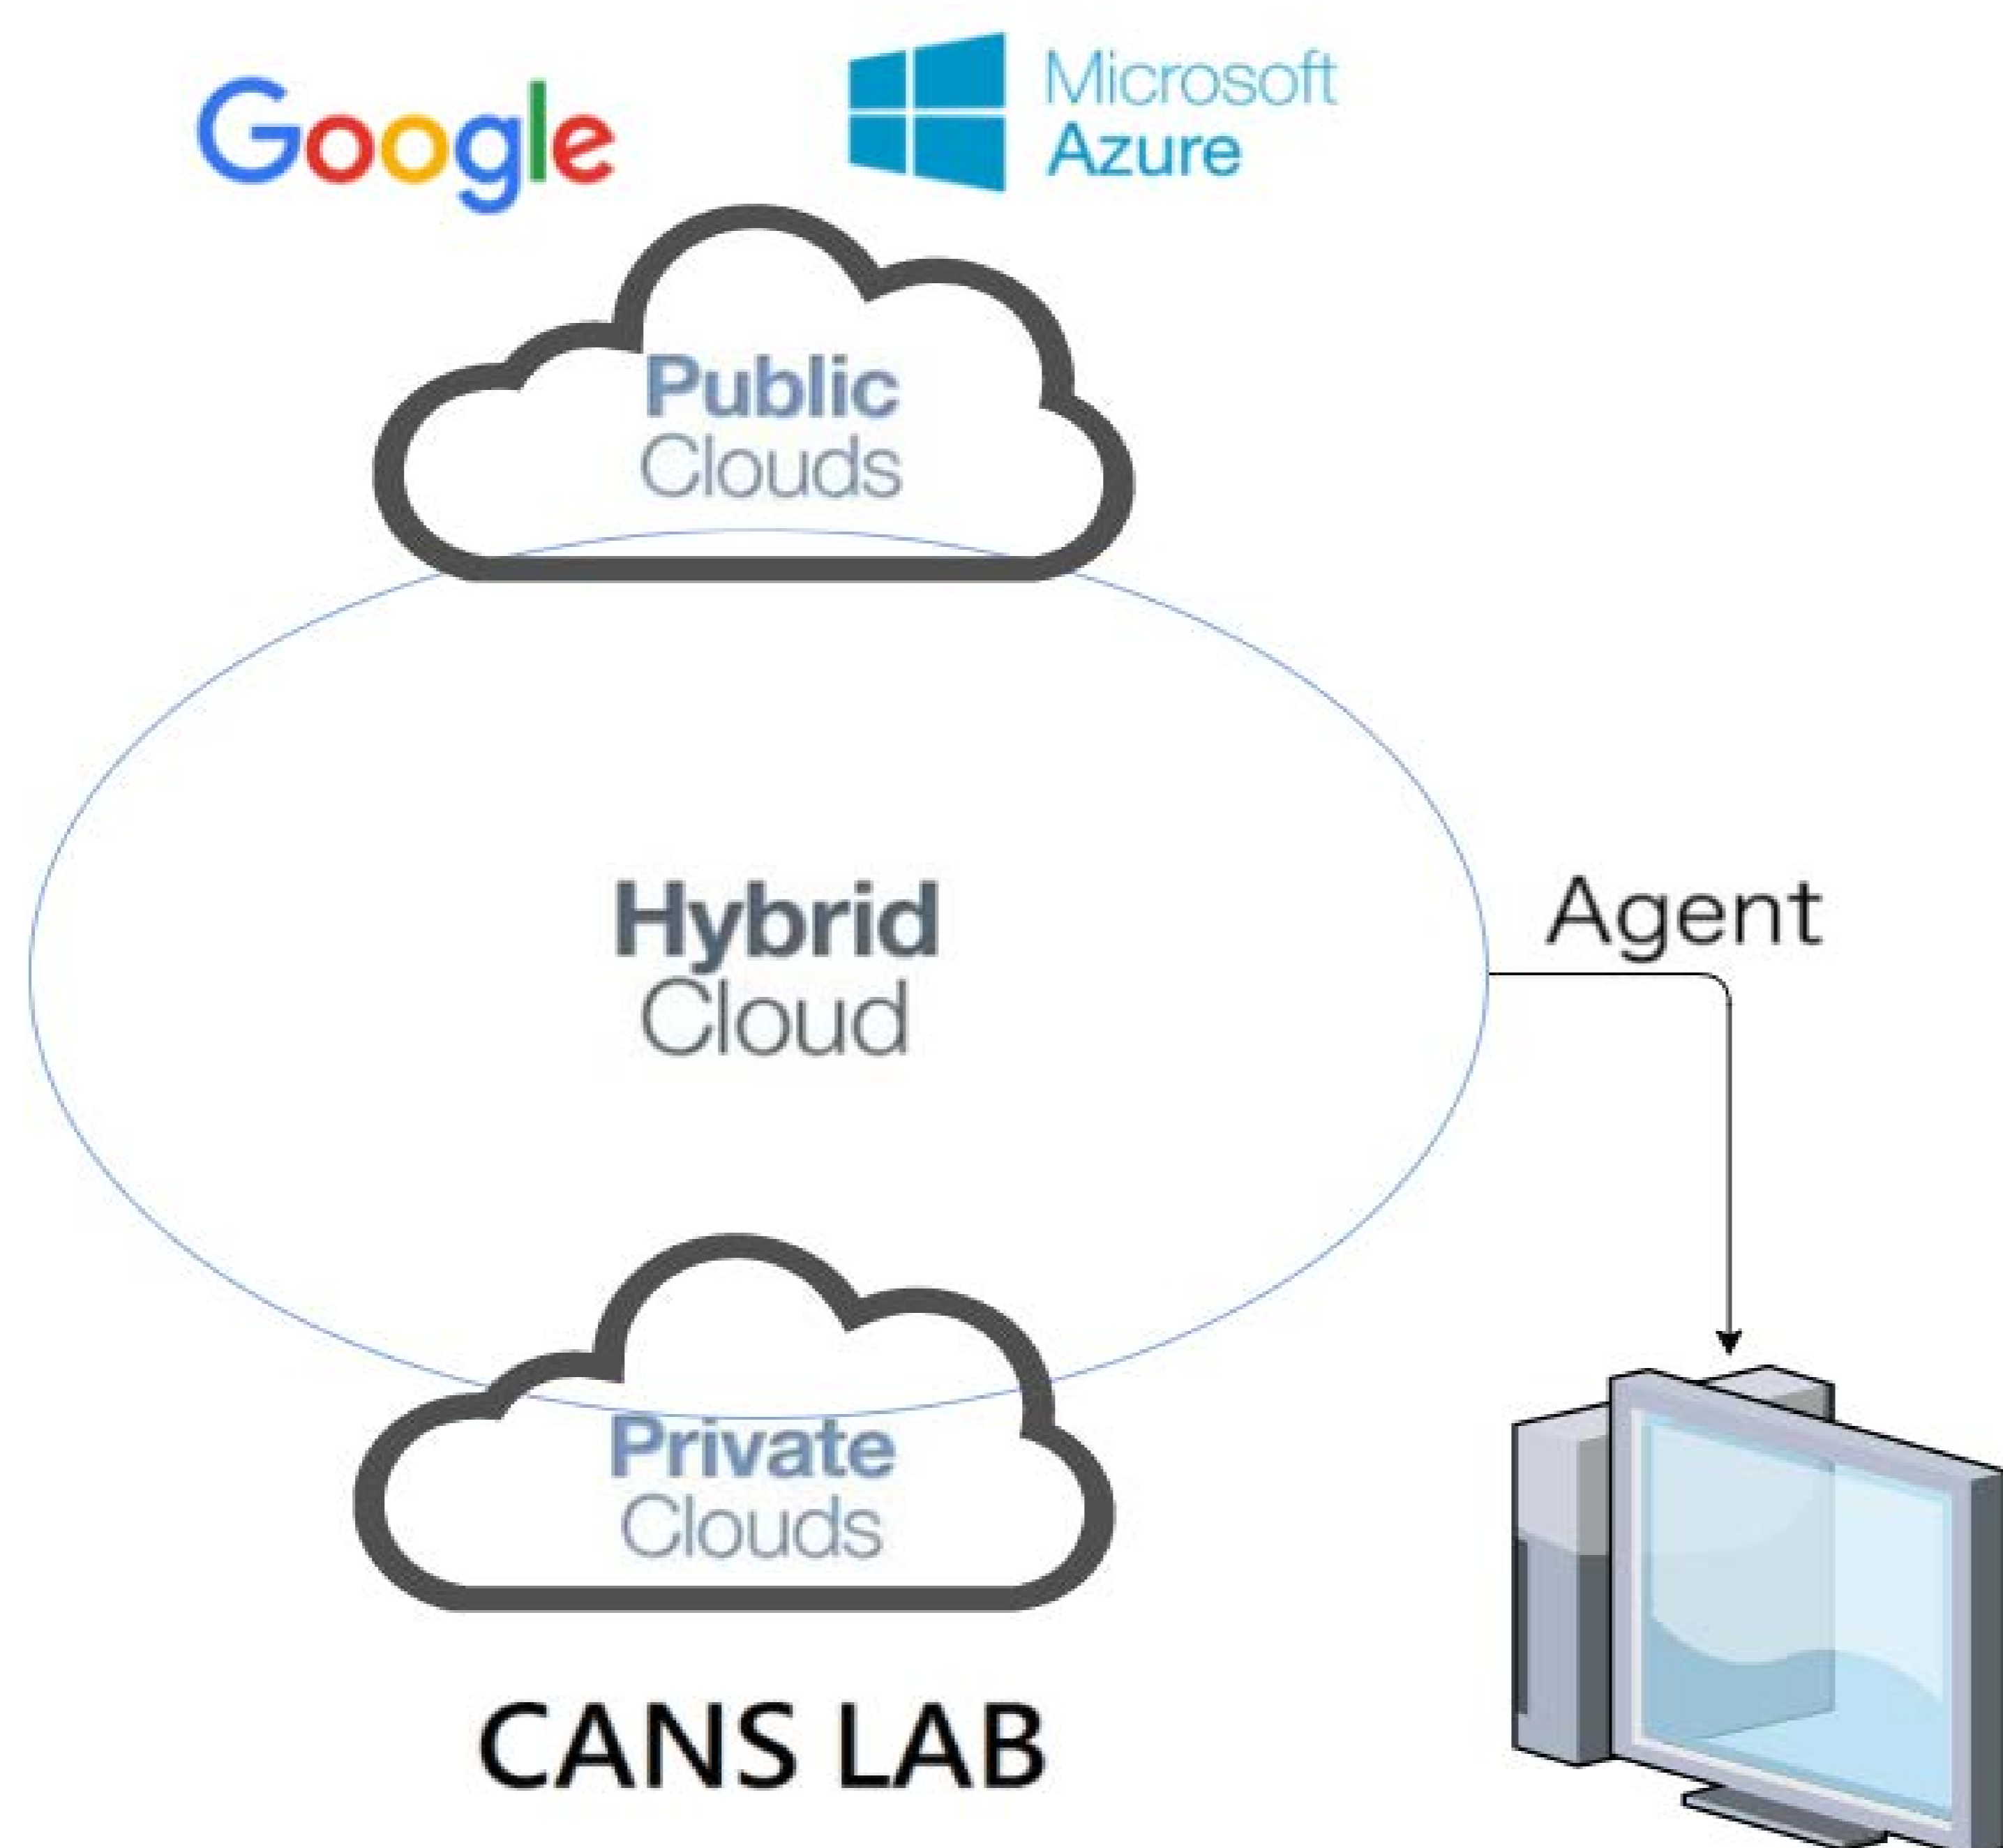 Google
Microsoft
Azure
Public
Clouds
Hybrid
Cloud
Agent
Private
Clouds
CANS LAB